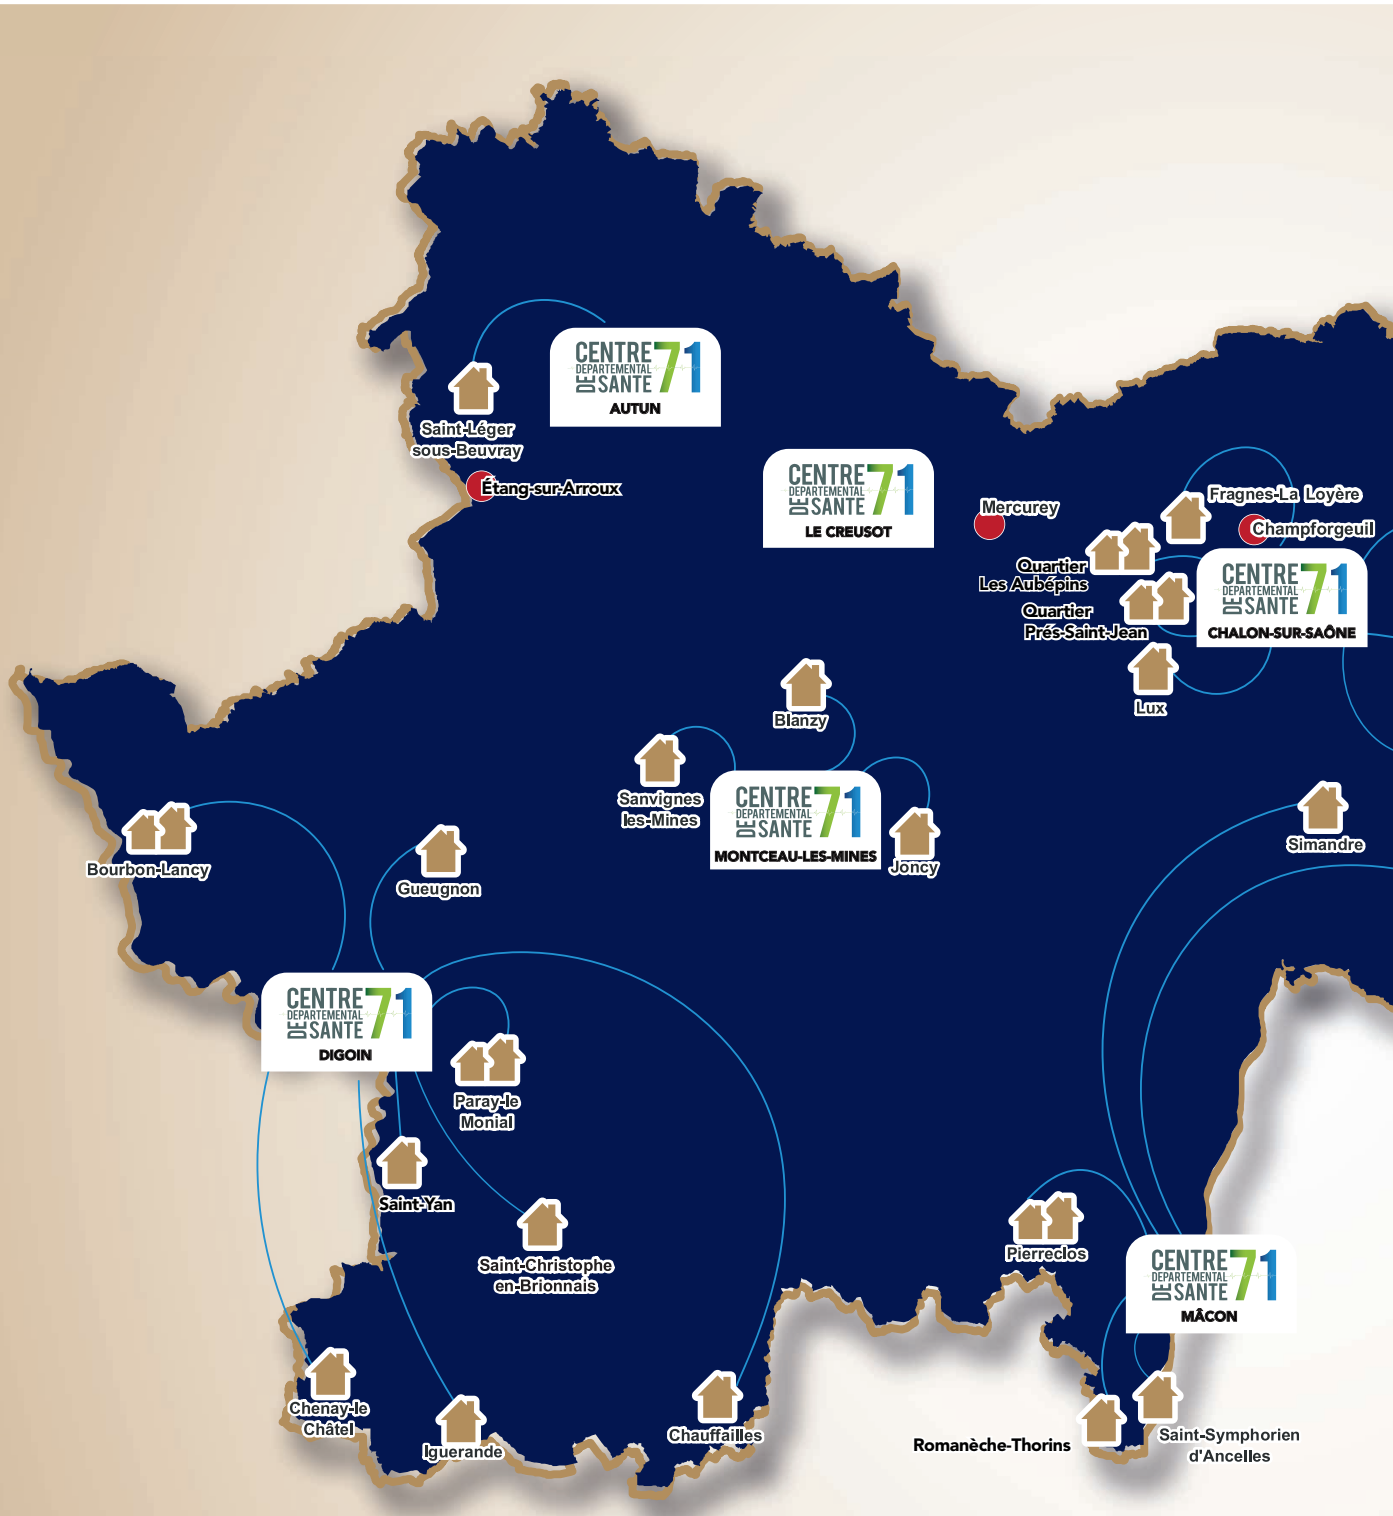 CENTRE
DEPARTEMENTAL
DE SANTE 71
AUTUN
Saint-Léger
sous-Beuvray
Étang-sur-Arroux
CENTRE
DEPARTEMENTAL
DE SANTE 71
LE CREUSOT
Mercurey
Fragnes-La Loyère
Champforgeuil
Quartier
Les Aubépins
Quartier
Prés-Saint-Jean
CENTRE
DEPARTEMENTAL
DE SANTE 71
CHALON-SUR-SAÔNE
Lux
Blanzy
Sanvignes
les-Mines
CENTRE
DEPARTEMENTAL
DE SANTE 71
MONTCEAU-LES-MINES
Joncy
Simandre
Bourbon-Lancy
Gueugnon
CENTRE
DEPARTEMENTAL
DE SANTE 71
DIGOIN
Paray-le
Monial
Saint-Yan
Saint-Christophe
en-Brionnais
Pierreclos
CENTRE
DEPARTEMENTAL
DE SANTE 71
MÂCON
Chenay-le
Châtel
Iguerande
Chauffailles
Romanèche-Thorins
Saint-Symphorien
d'Ancelles